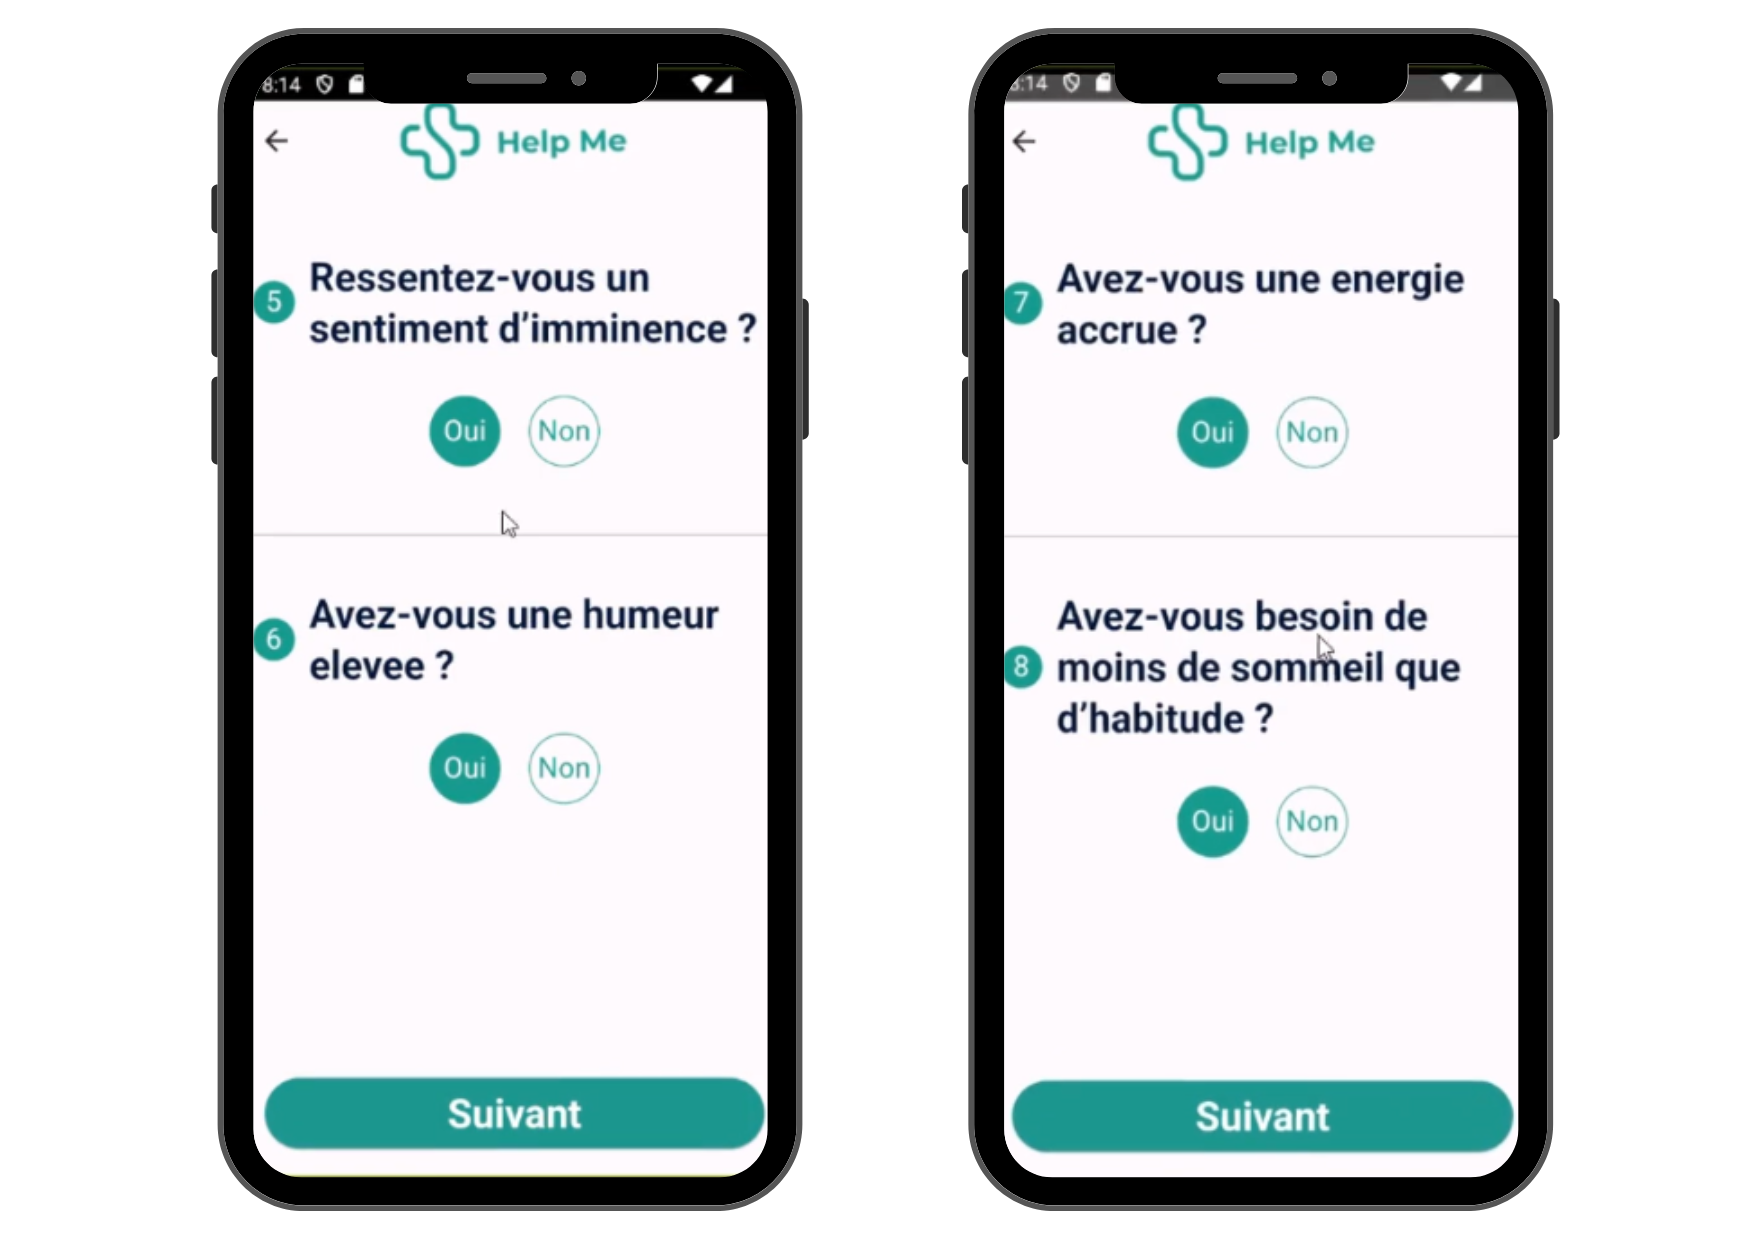 8:14
Help Me
5
Ressentez-vous un
sentiment d’imminence ?
Oui Non
6
Avez-vous une humeur
elevee ?
Oui Non
Suivant
8:14
Help Me
7
Avez-vous une energie
accrue ?
Oui Non
8
Avez-vous besoin de
moins de sommeil que
d’habitude ?
Oui Non
Suivant